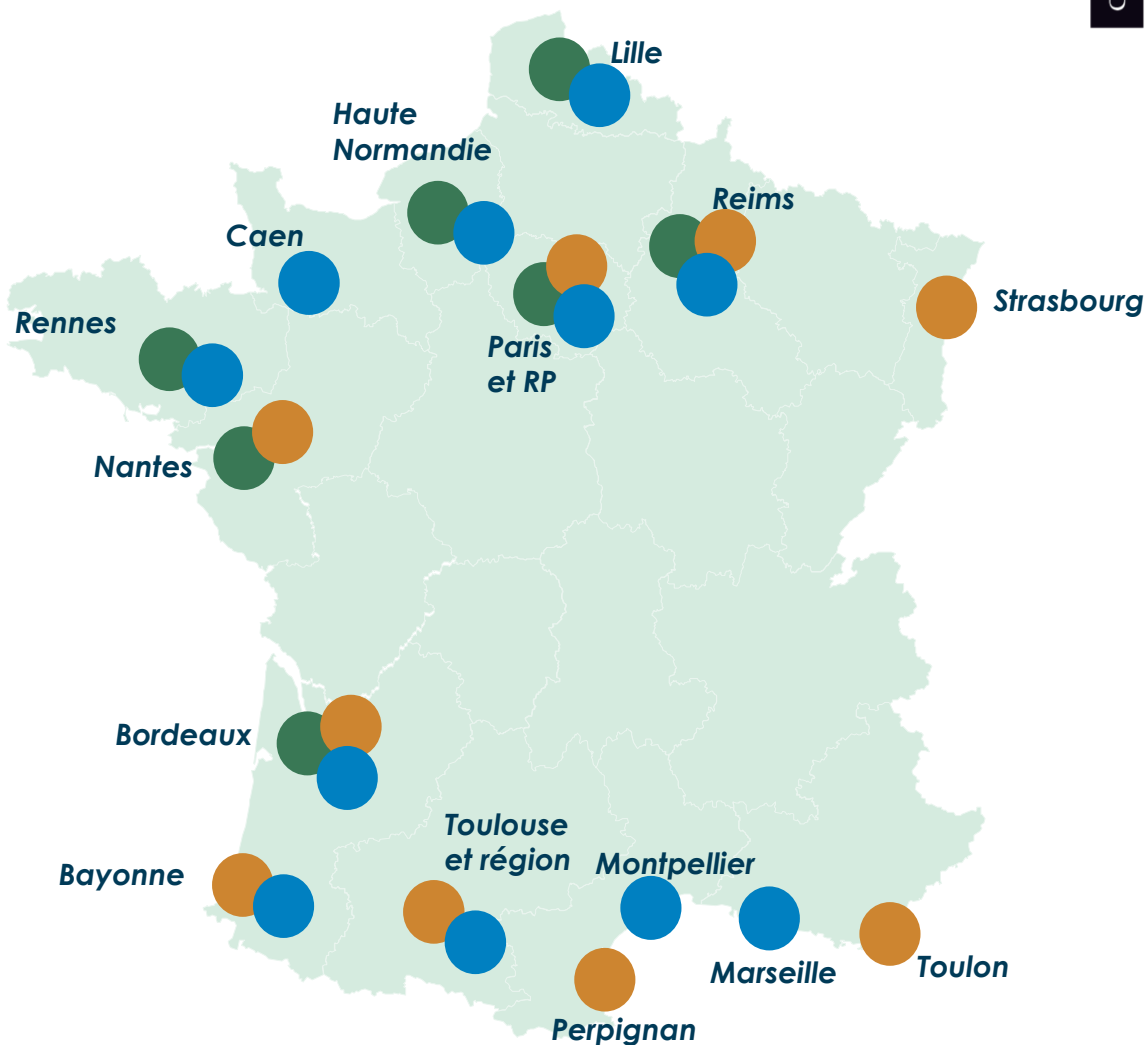 Lille
Haute
Normandie
Reims
Caen
Strasbourg
Rennes
Paris
et RP
Nantes
Bordeaux
Toulouse
et région
Montpellier
Bayonne
Marseille
Toulon
Perpignan